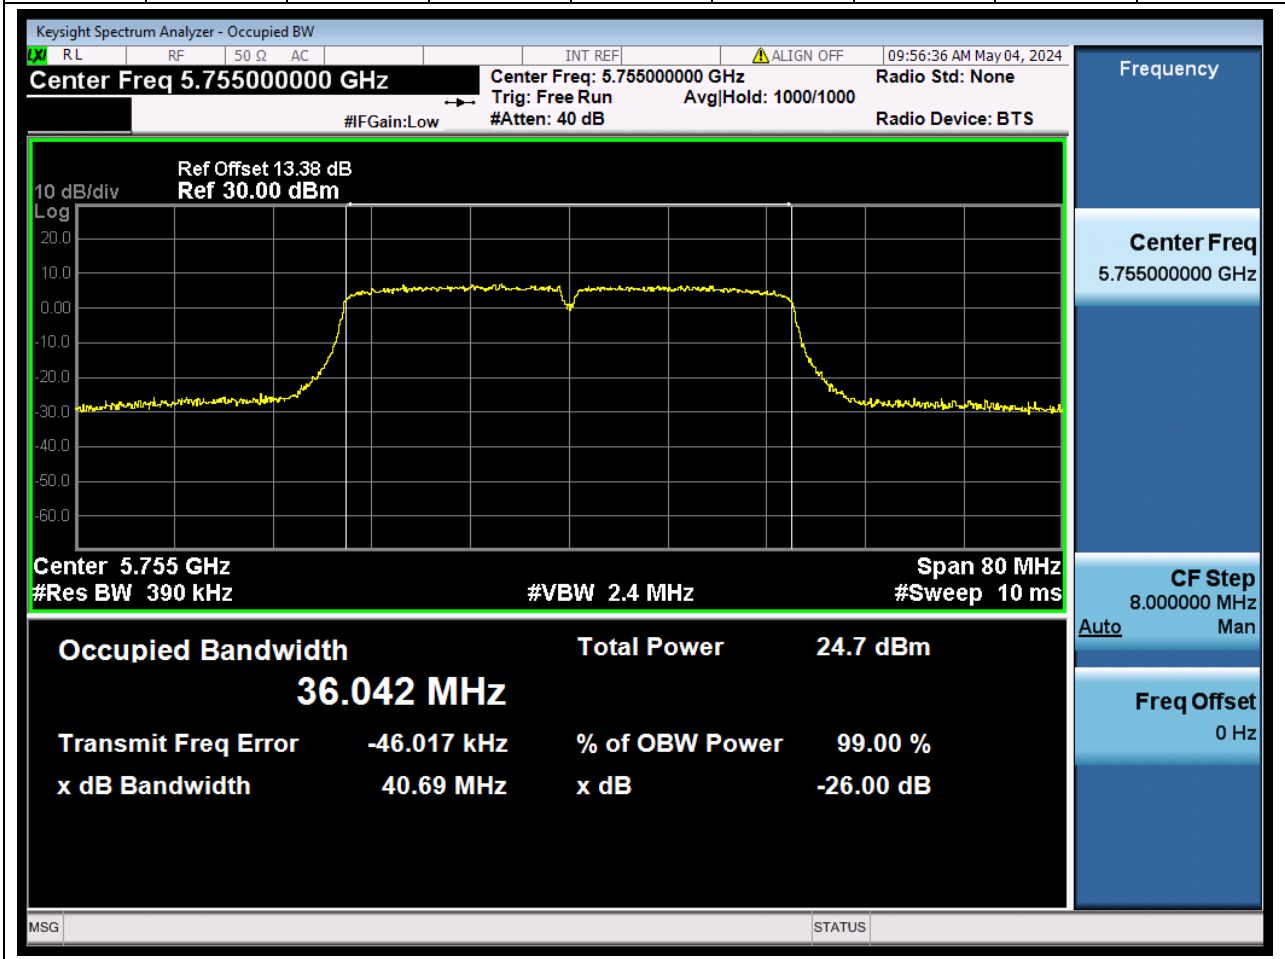 Keysight Spectrum Analyzer - Occupied BW
LXI RL RF 50 Ω AC INT REF ALIGN OFF 09:56:36 AM May 04, 2024
Center Freq 5.755000000 GHz
Center Freq: 5.755000000 GHz
Radio Std: None
Trig: Free Run Avg|Hold: 1000/1000
#IFGain:Low
#Atten: 40 dB
Radio Device: BTS
Ref Offset 13.38 dB
10 dB/div Ref 30.00 dBm
Log
20.0
10.0
0.00
-10.0
-20.0
-30.0
-40.0
-50.0
-60.0
Center 5.755 GHz Span 80 MHz
#Res BW 390 kHz #VBW 2.4 MHz #Sweep 10 ms
Occupied Bandwidth Total Power 24.7 dBm
36.042 MHz
Transmit Freq Error -46.017 kHz % of OBW Power 99.00 %
x dB Bandwidth 40.69 MHz x dB -26.00 dB
Frequency
Center Freq
5.755000000 GHz
CF Step
8.000000 MHz
Auto Man
Freq Offset
0 Hz
MSG STATUS